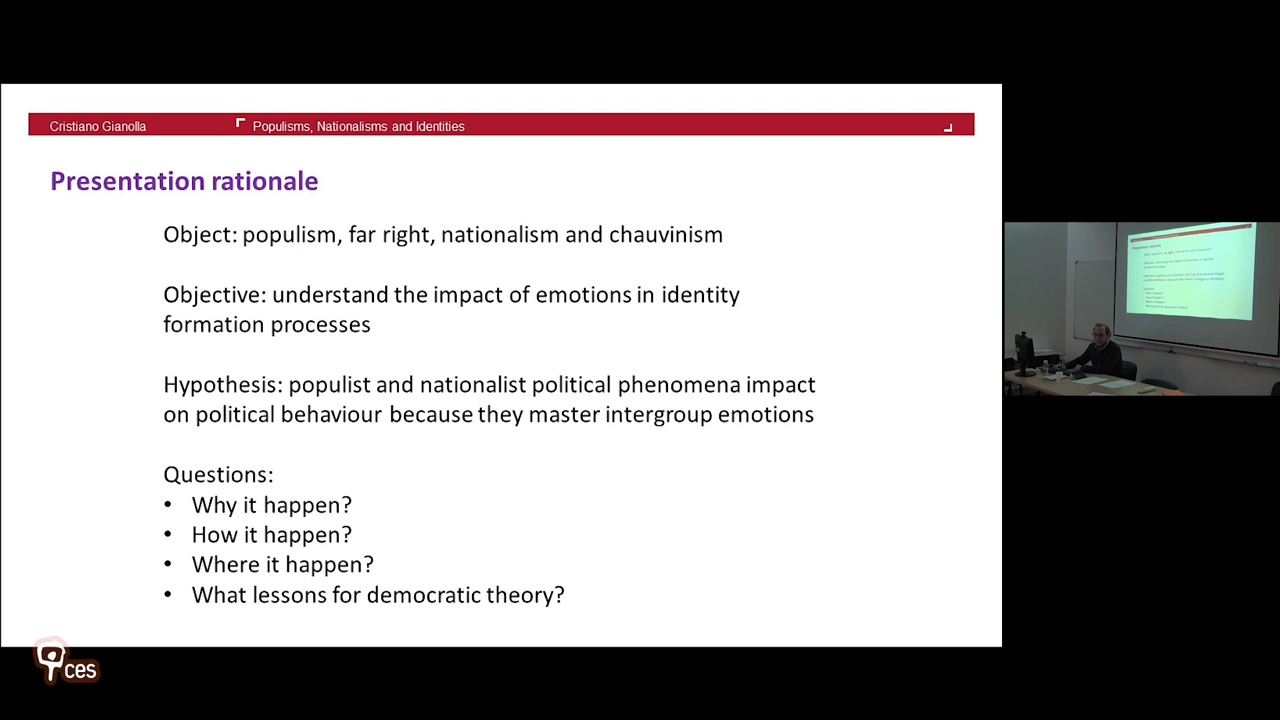 Cristiano Gianolla
Populisms, Nationalisms and Identities
Presentation rationale
Object: populism, far right, nationalism and chauvinism
Objective: understand the impact of emotions in identity
formation processes
Hypothesis: populist and nationalist political phenomena impact
on political behaviour because they master intergroup emotions
Questions:
• Why it happen?
• How it happen?
• Where it happen?
• What lessons for democratic theory?
ces